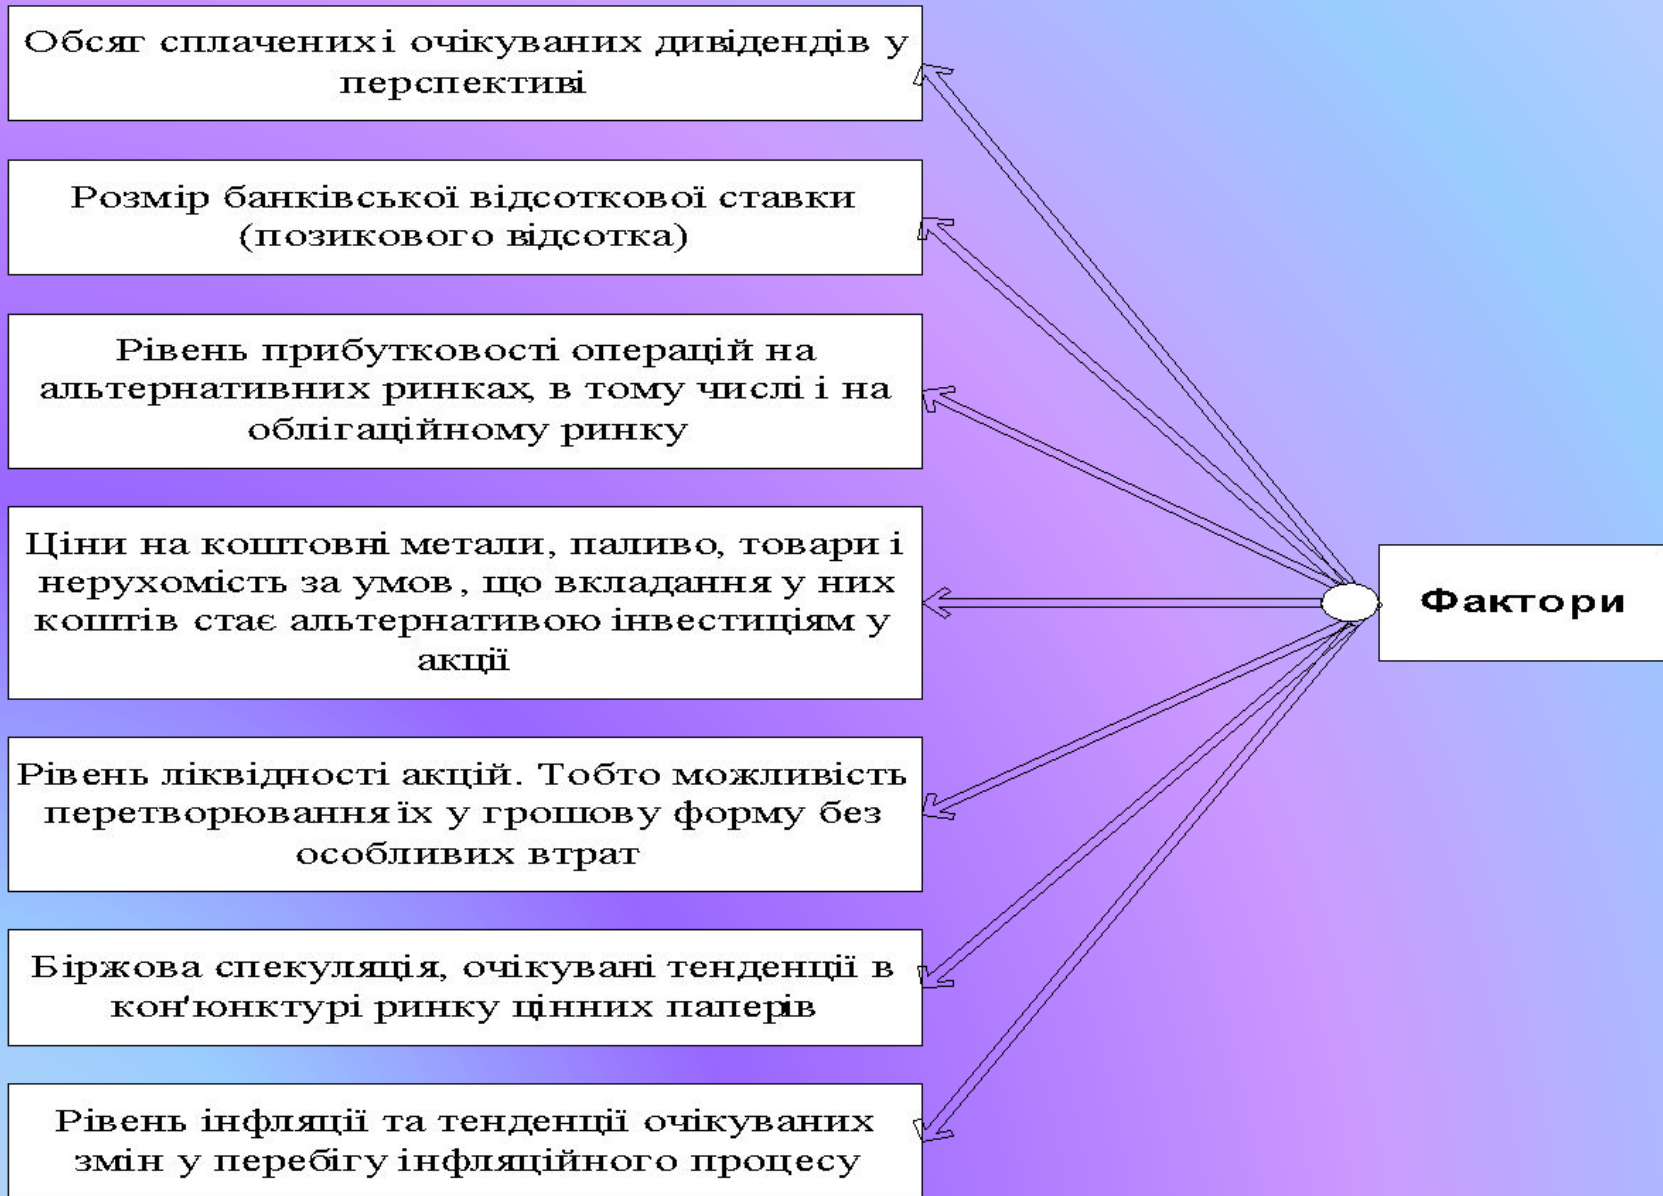 Обсяг сплачених і очікуваних дивідендів у
перспективі
Розмір банківської відсоткової ставки
(позикового відсотка)
Рівень прибутковості операцій на
альтернативних ринках, в тому числі і на
облігаційному ринку
Ціни на коштовні метали, паливо, товари і
нерухомість за умов, що вкладання у них
коштів стає альтернативою інвестиціям у
акції
Рівень ліквідності акцій. Тобто можливість
перетворювання їх у грошову форму без
особливих втрат
Біржова спекуляція, очікувані тенденції в
кон'юнктурі ринку цінних паперів
Рівень інфляції та тенденції очікуваних
змін у перебігу інфляційного процесу
Фактори